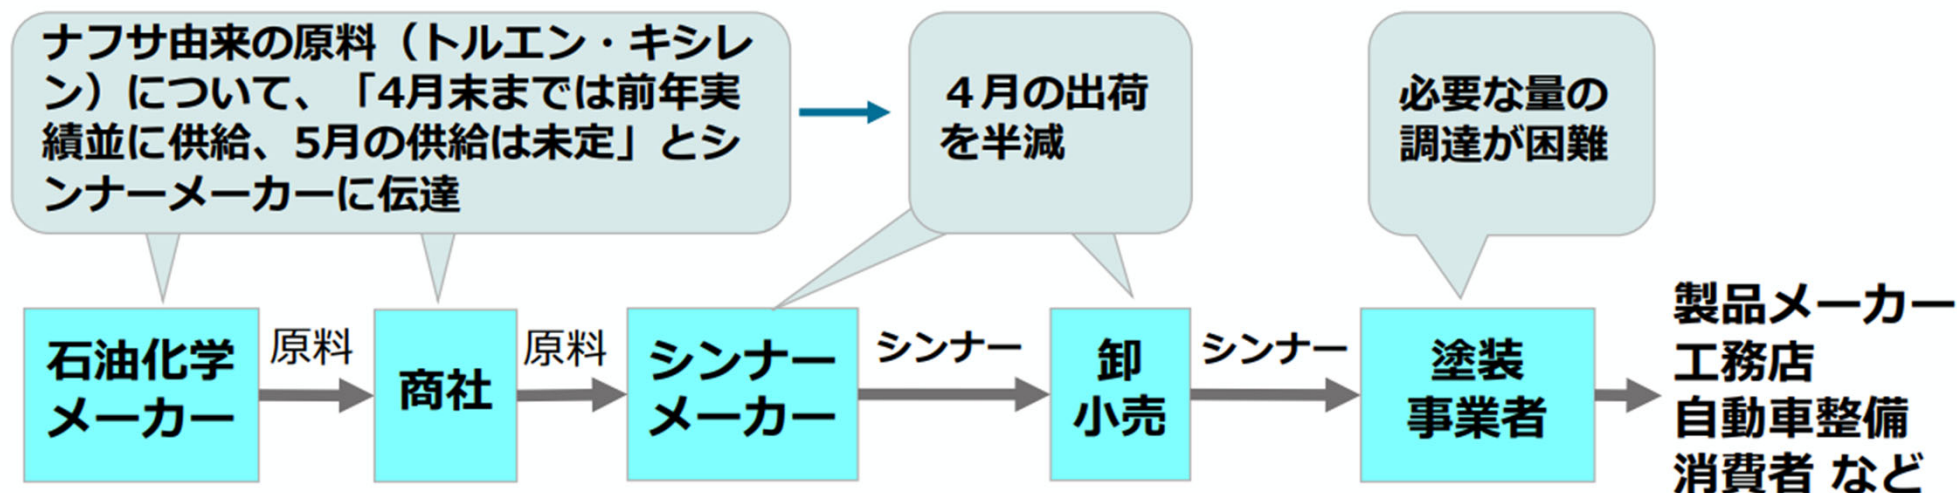 ナフサ由来の原料（トルエン・キシレ
ン）について、「4月末までは前年実
績並に供給、5月の供給は未定」とシ
ンナーメーカーに伝達
４月の出荷
を半減
必要な量の
調達が困難
石油化学
メーカー
原料
商社
原料
シンナー
メーカー
シンナー
卸
小売
シンナー
塗装
事業者
製品メーカー
工務店
自動車整備
消費者 など